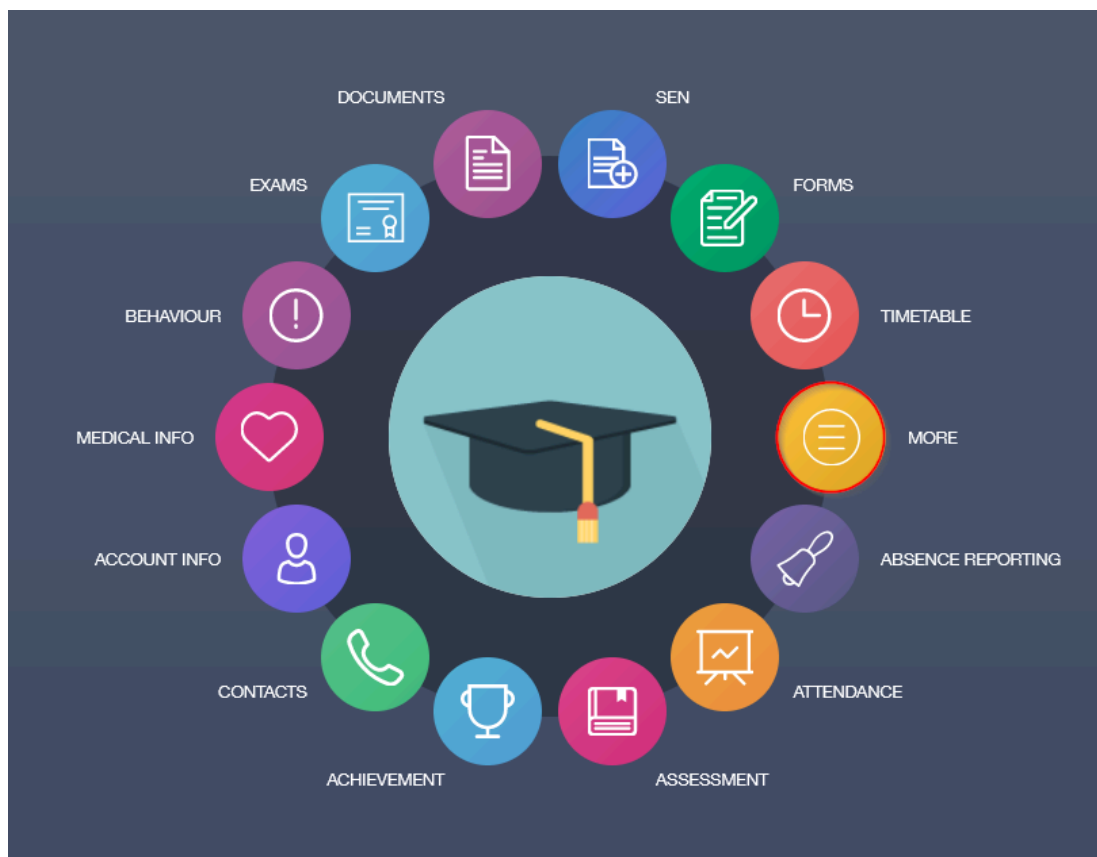 DOCUMENTS
SEN
EXAMS
FORMS
BEHAVIOUR
TIMETABLE
MEDICAL INFO
MORE
ACCOUNT INFO
ABSENCE REPORTING
CONTACTS
ATTENDANCE
ACHIEVEMENT
ASSESSMENT